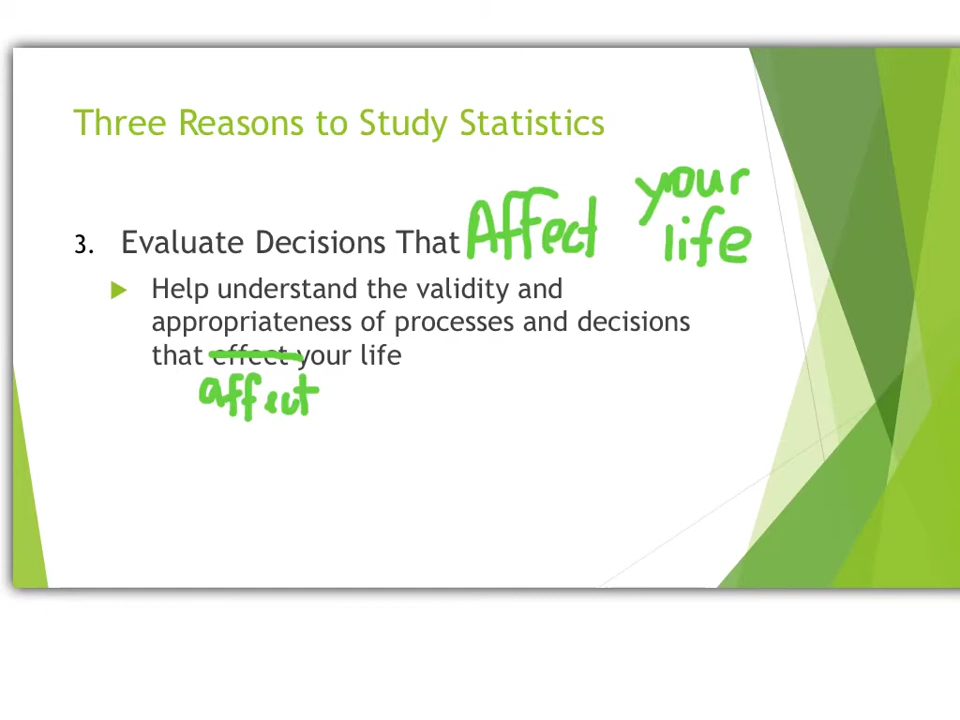 Three Reasons to Study Statistics
3. Evaluate Decisions That Affect your life
Help understand the validity and
appropriateness of processes and decisions
that effect your life
affect